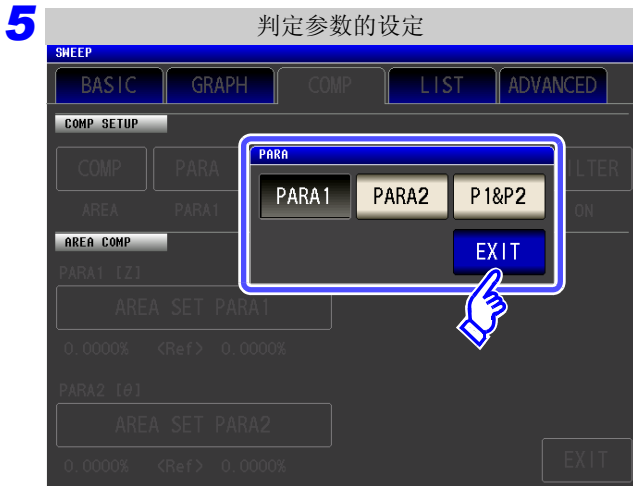 5 判定参数的设定
SWEEP
BASIC GRAPH COMP LIST ADVANCED
COMP SETUP
COMP PARA ILTER
AREA PARA1 ON
PARA
PARA1 PARA2 P1&P2
EXIT
AREA COMP
PARA1 [Z]
AREA SET PARA1
0.0000% <Ref> 0.0000%
PARA2 [θ]
AREA SET PARA2
0.0000% <Ref> 0.0000%
EXIT